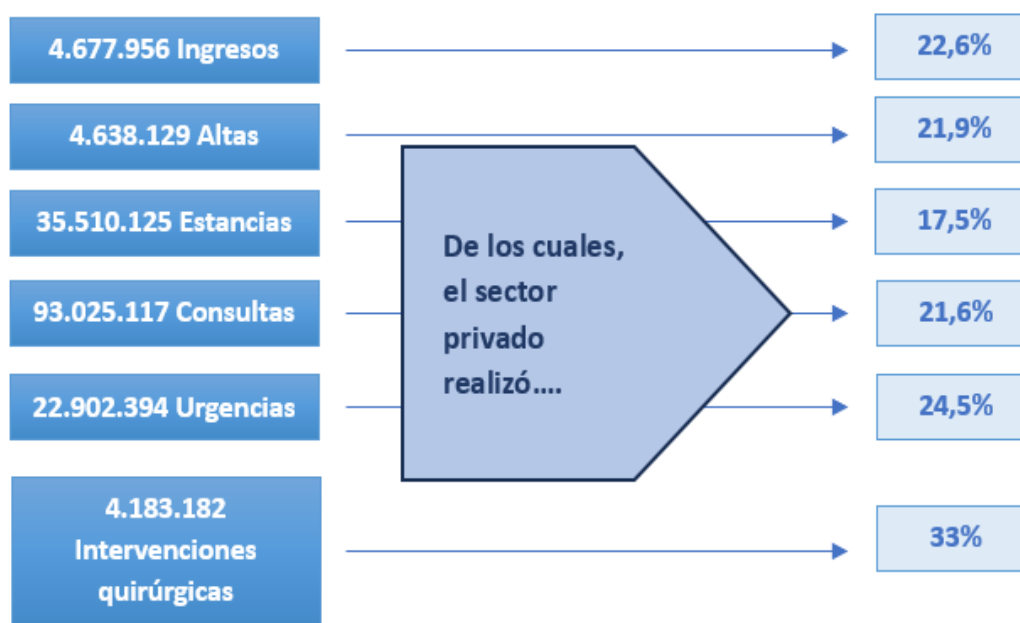 4.677.956 Ingresos
22,6%
4.638.129 Altas
21,9%
35.510.125 Estancias
17,5%
93.025.117 Consultas
21,6%
22.902.394 Urgencias
24,5%
4.183.182
Intervenciones
quirúrgicas
33%
De los cuales,
el sector
privado
realizó....